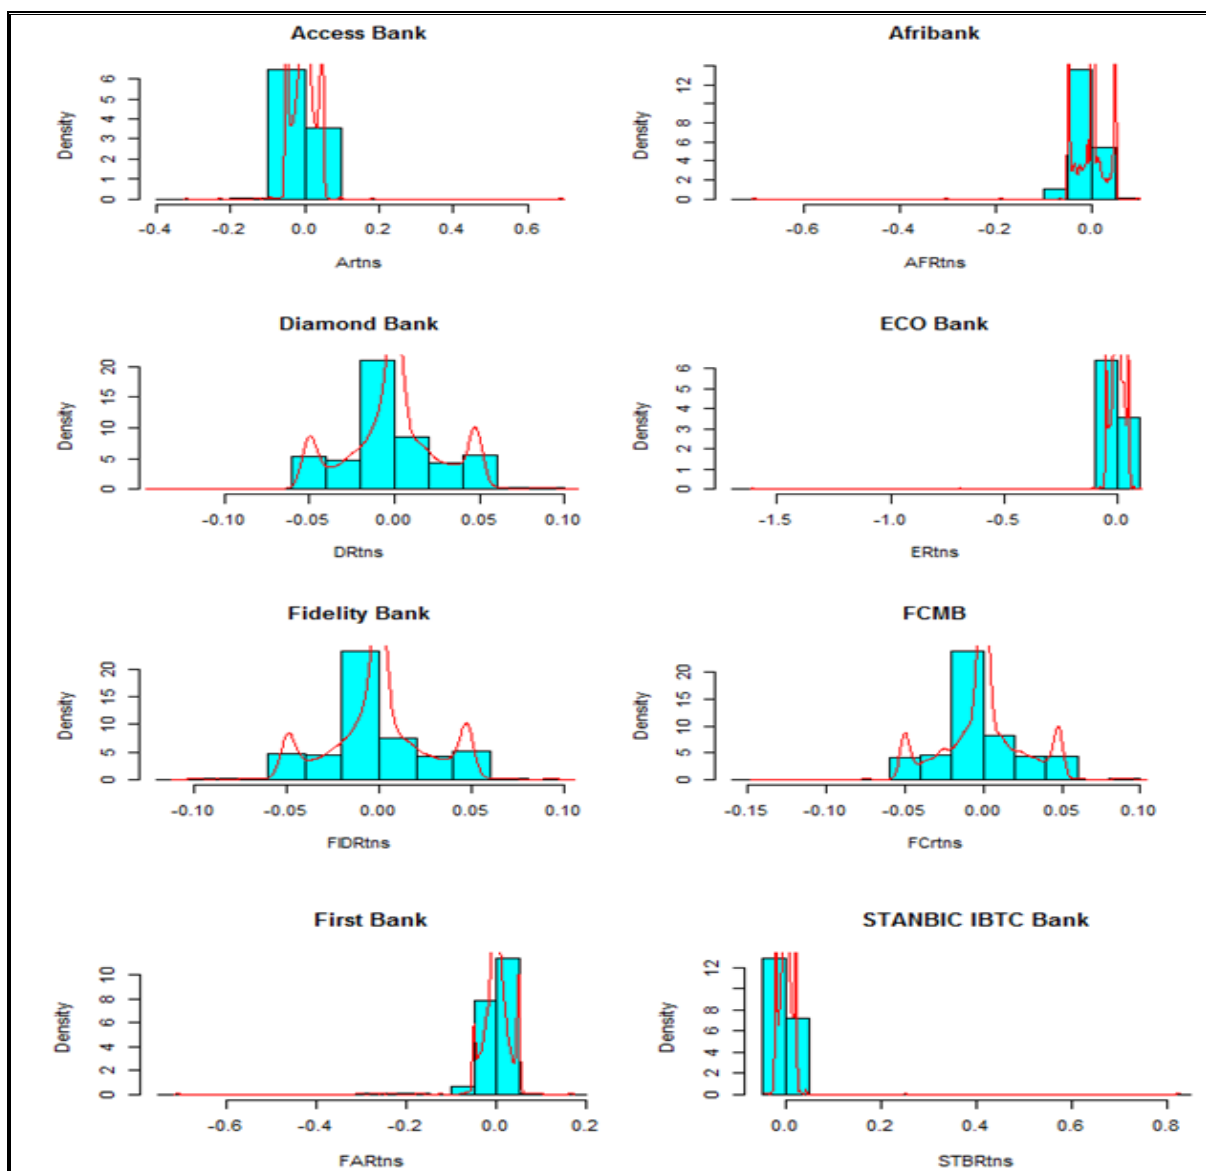 Access Bank
Density
0 1 2 3 4 5 6
-0.4 -0.2 0.0 0.2 0.4 0.6
Artns
Afribank
Density
0 2 4 6 8 12
-0.6 -0.4 -0.2 0.0
AFRtns
Diamond Bank
Density
0 5 10 15 20
-0.10 -0.05 0.00 0.05 0.10
DRtns
ECO Bank
Density
0 1 2 3 4 5 6
-1.5 -1.0 -0.5 0.0
ERtns
Fidelity Bank
Density
0 5 10 15 20
-0.10 -0.05 0.00 0.05 0.10
FIDRtns
FCMB
Density
0 5 10 15 20
-0.15 -0.10 -0.05 0.00 0.05 0.10
FCrtns
First Bank
Density
0 2 4 6 8 10
-0.6 -0.4 -0.2 0.0 0.2
FARtns
STANBIC IBTC Bank
Density
0 2 4 6 8 12
0.0 0.2 0.4 0.6 0.8
STBRtns